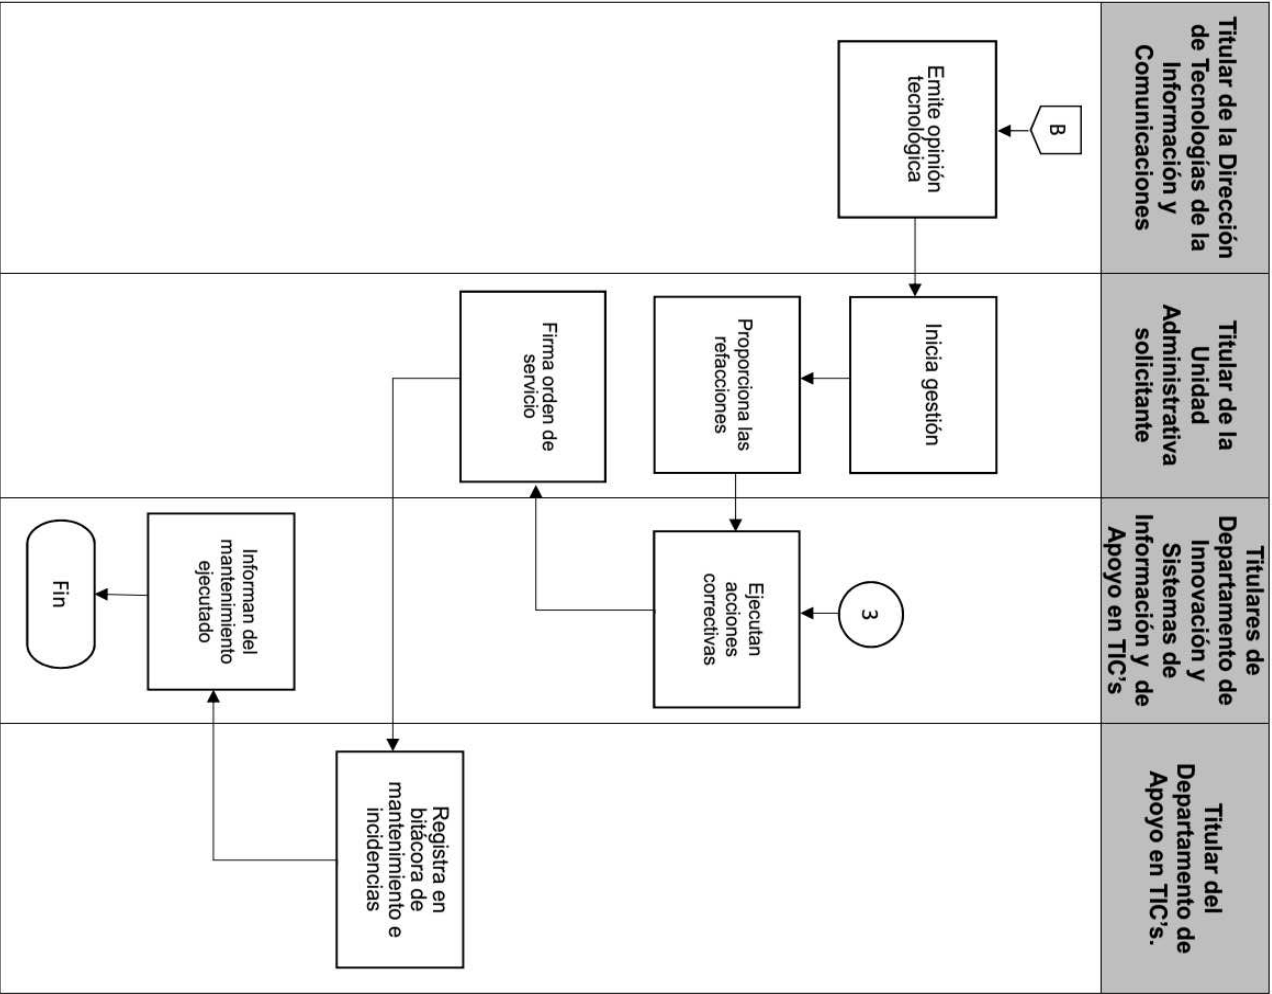 Titular de la Dirección
de Tecnologías de la
Información y
Comunicaciones
Titular de la
Unidad
Administrativa
solicitante
Titulares de
Departamento de
Innovación y
Sistemas de
Información y de
Apoyo en TIC's
Titular del
Departamento de
Apoyo en TIC's.
B
Emite opinión
tecnológica
Inicia gestión
Proporciona las
refacciones
3
Ejecutan
acciones
correctivas
Firma orden de
servicio
Registra en
bitácora de
mantenimiento e
incidencias
Informan del
mantenimiento
ejecutado
Fin